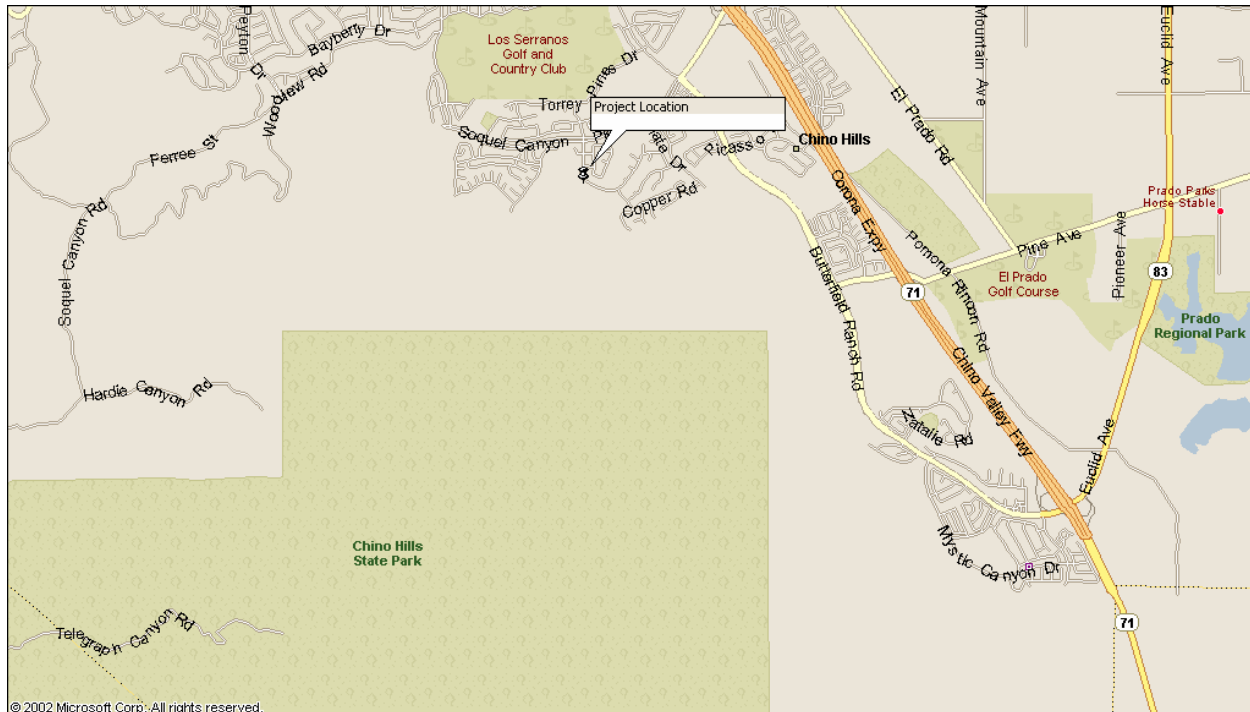 Peyton Dr
Bayberry Dr
Woodview Rd
Los Serranos
Golf and
Country Club
Mountain Ave
Euclid Ave
Torrey Pines Dr
Project Location
El Prado Rd
Soquel Canyon
Ferree St
Picass
Chino Hills
Prado Parks
Horse Stable
Copper Rd
Corona Expy
Soquel Canyon Rd
Pomona Rincon Rd
Pine Ave
Pioneer Ave
83
Butterfield Ranch Rd
71
El Prado
Golf Course
Prado
Regional Park
Hardie Canyon Rd
Chino Valley Fwy
Natalie Rd
Euclid Ave
Chino Hills
State Park
Mystic Canyon Dr
Telegraph Canyon Rd
71
© 2002 Microsoft Corp. All rights reserved.